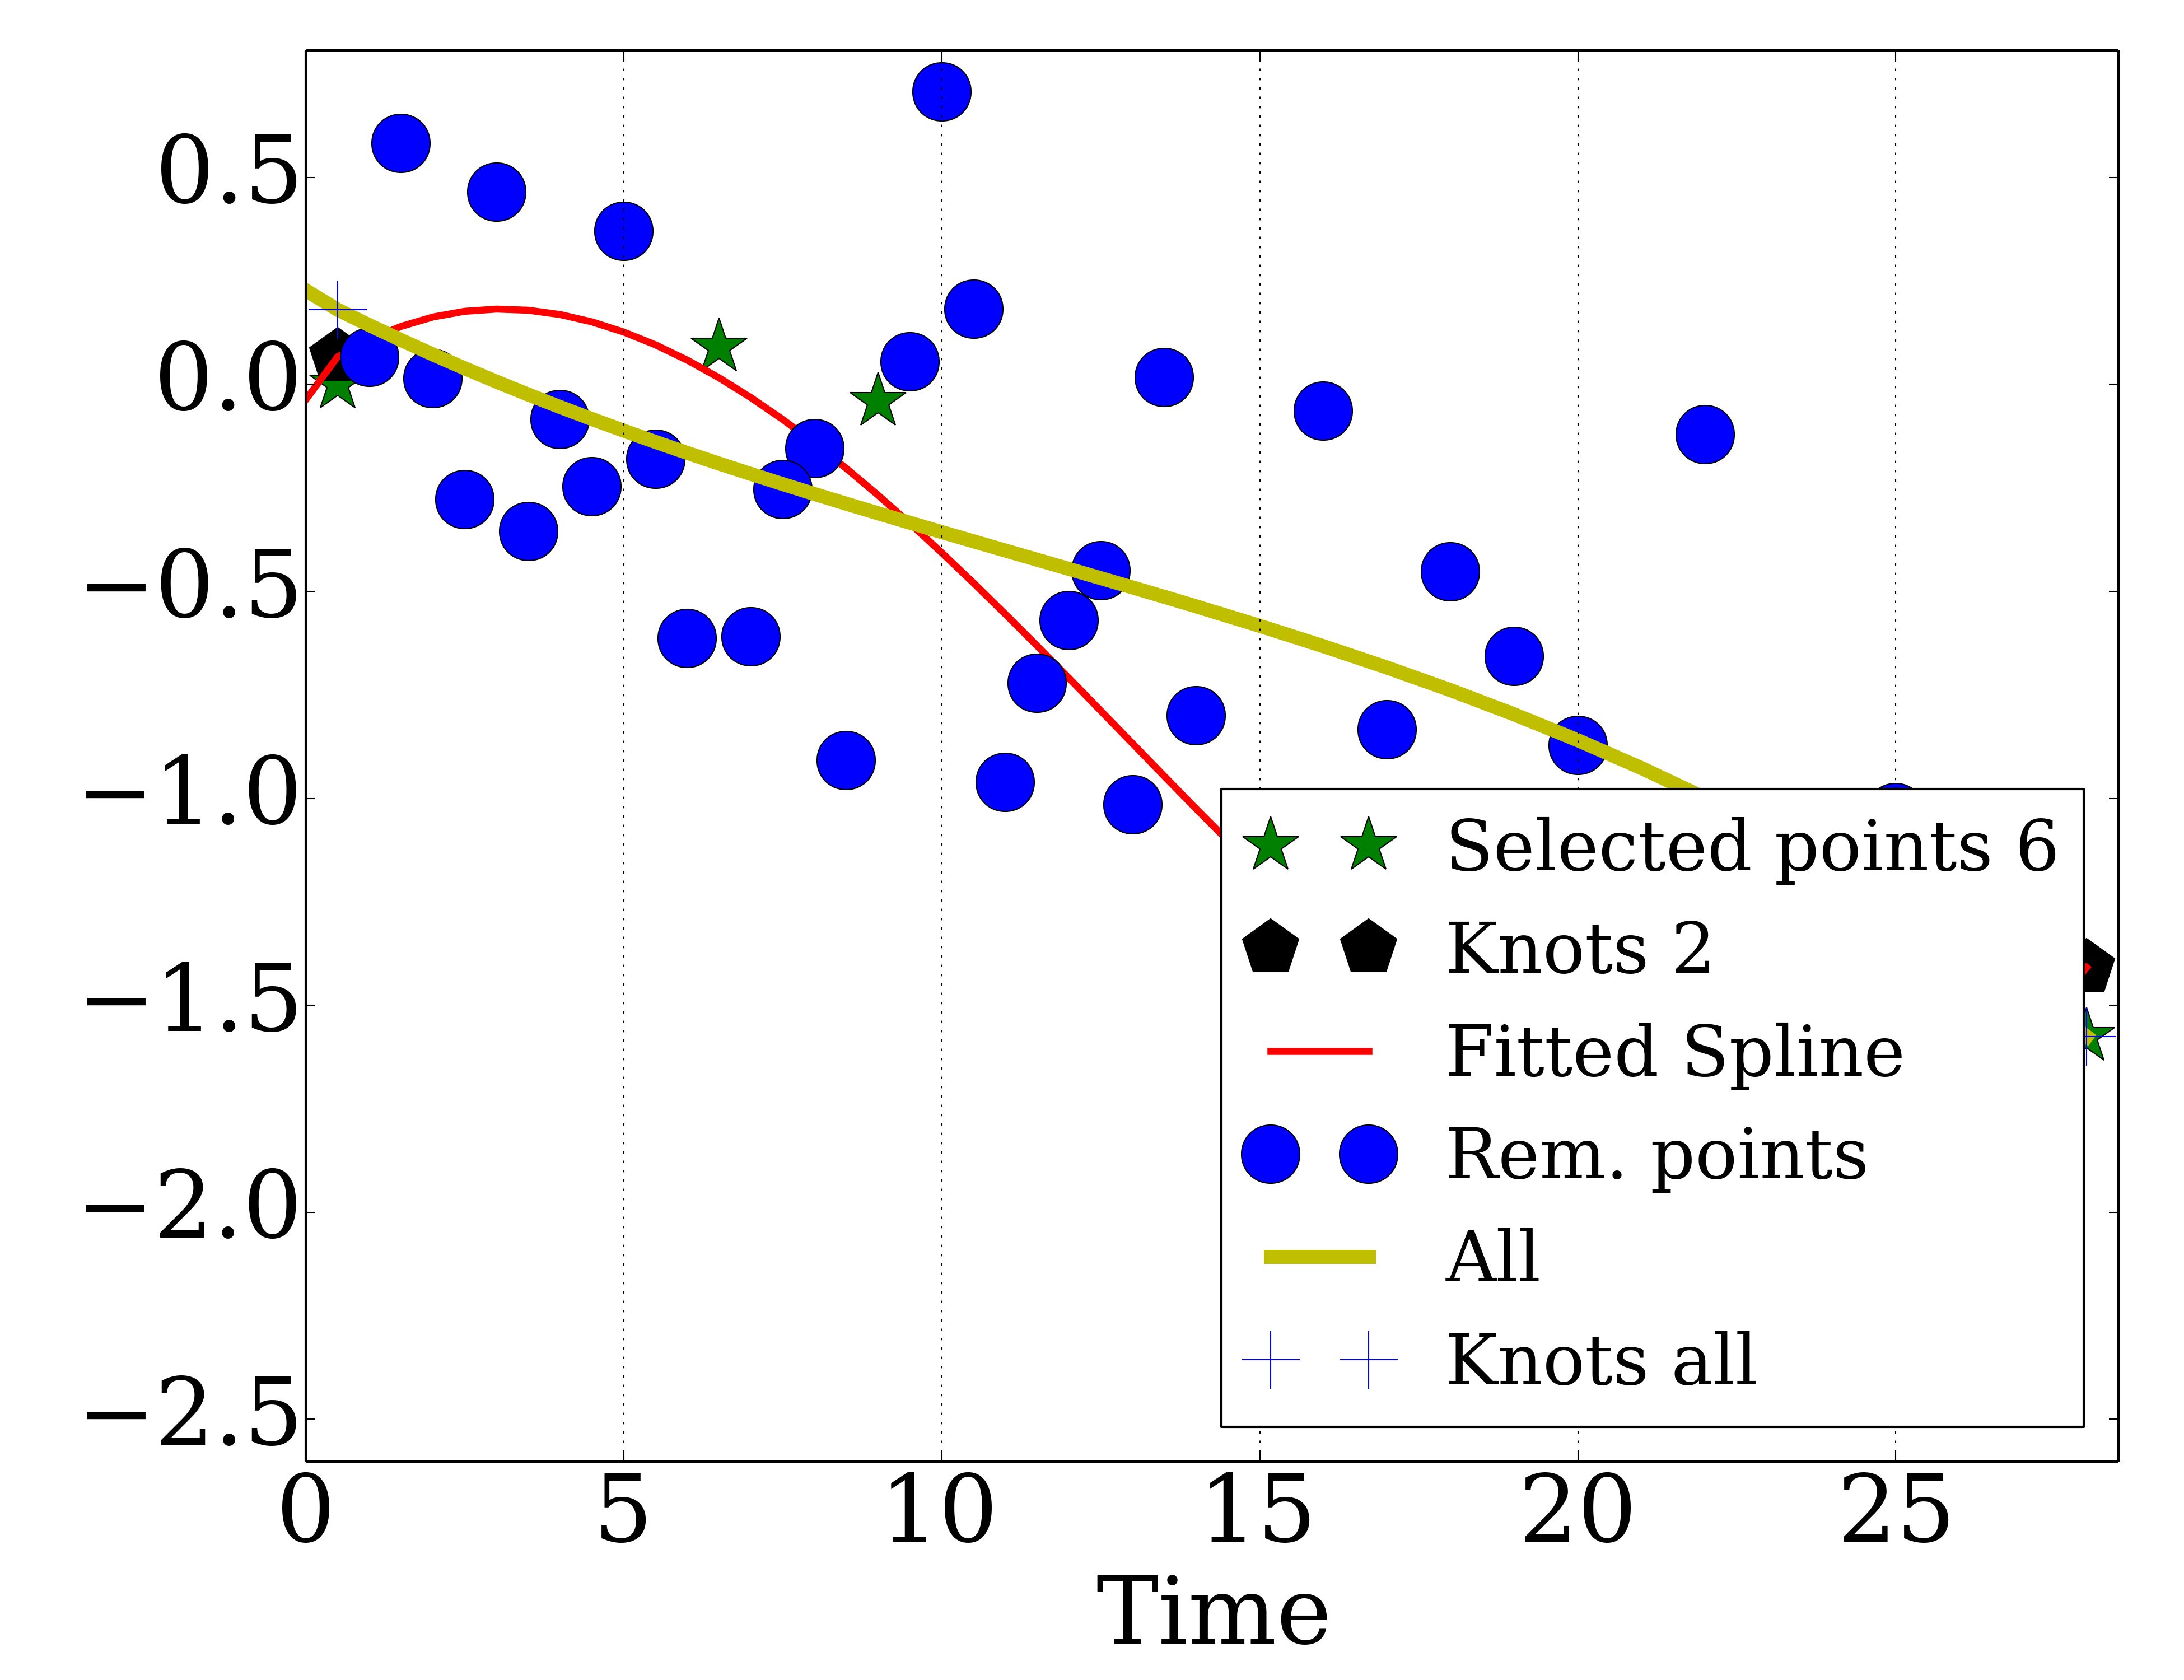 0.5
0.0
−0.5
−1.0
−1.5
−2.0
−2.5
Selected points 6
Knots 2
Fitted Spline
Rem. points
All
Knots all
0 5 10 15 20 25
Time